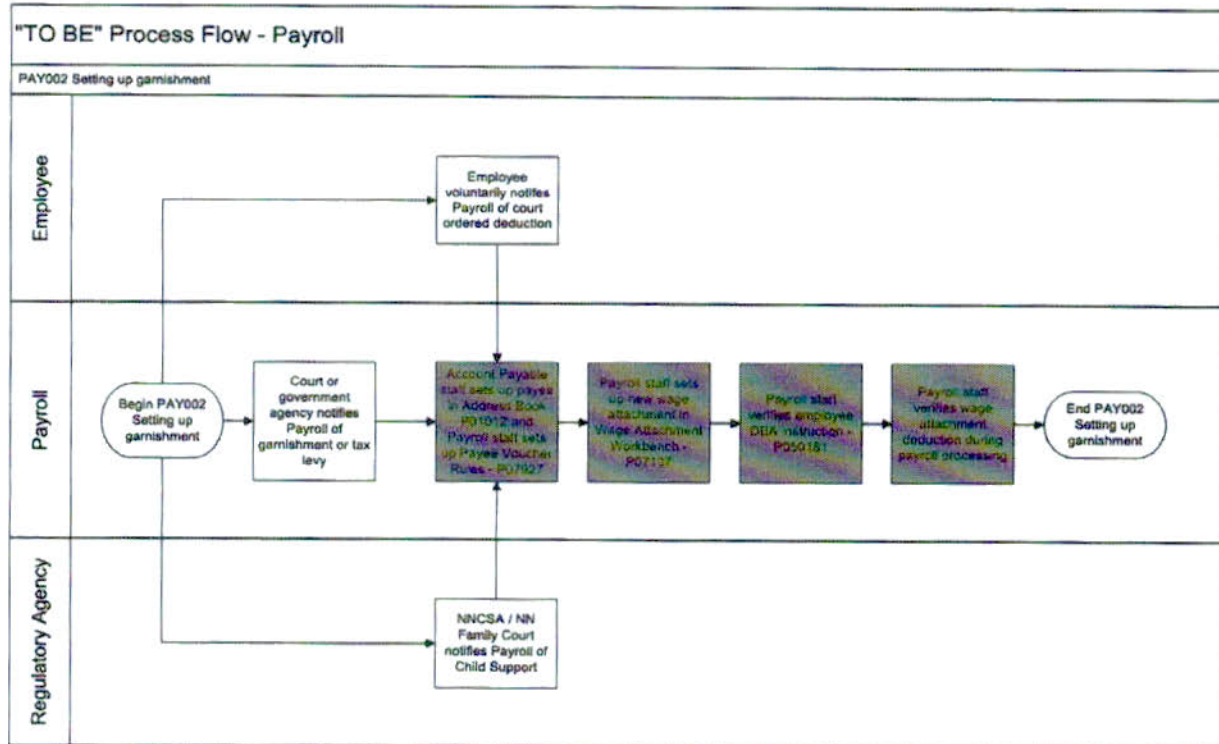 "TO BE" Process Flow - Payroll
PAY002 Setting up garnishment
Employee
Employee
voluntarily notifes
Payroll of court
ordered deduction
Payroll
Begin PAY002
Setting up
garnishment
Court or
government
agency notifies
Payroll of
garnishment or tax
levy
Account Payable
staff sets up payee
in Address Book
P01012 and
Payroll staff sets
up Payee Voucher
Rules - P07927
Payroll staff sets
up new wage
attachment in
Wage Attachment
Workbench -
Payroll staff
verifies employee
DBA instruction -
P050181
Payroll staff
verifies wage
attachment
deduction during
payroll processing
End PAY002
Setting up
garnishment
Regulatory Agency
NNCSA / NN
Family Court
notifies Payroll of
Child Support